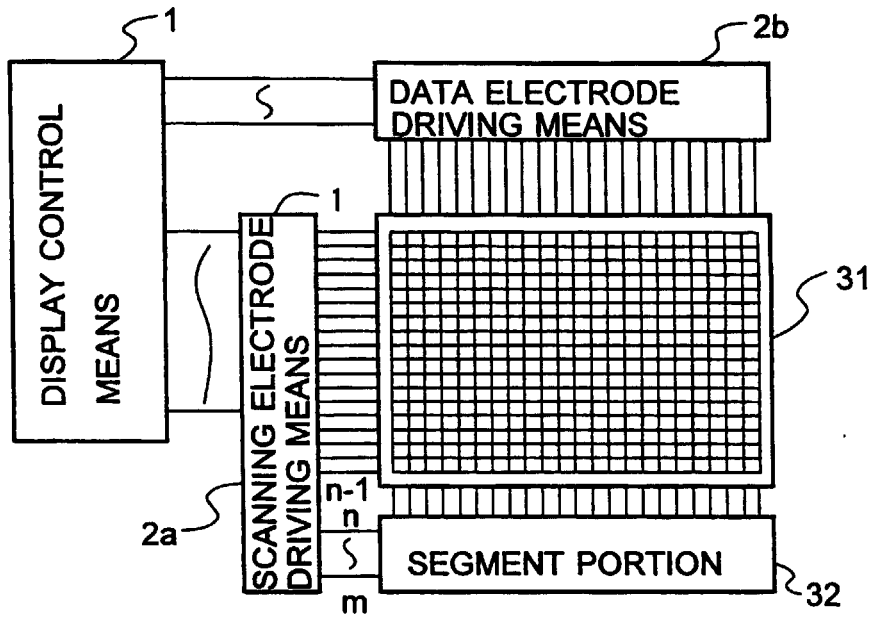 1
2b
DISPLAY CONTROL
MEANS
DATA ELECTRODE
DRIVING MEANS
1
SCANNING ELECTRODE
DRIVING MEANS
31
n-1
n
m
2a
SEGMENT PORTION
32